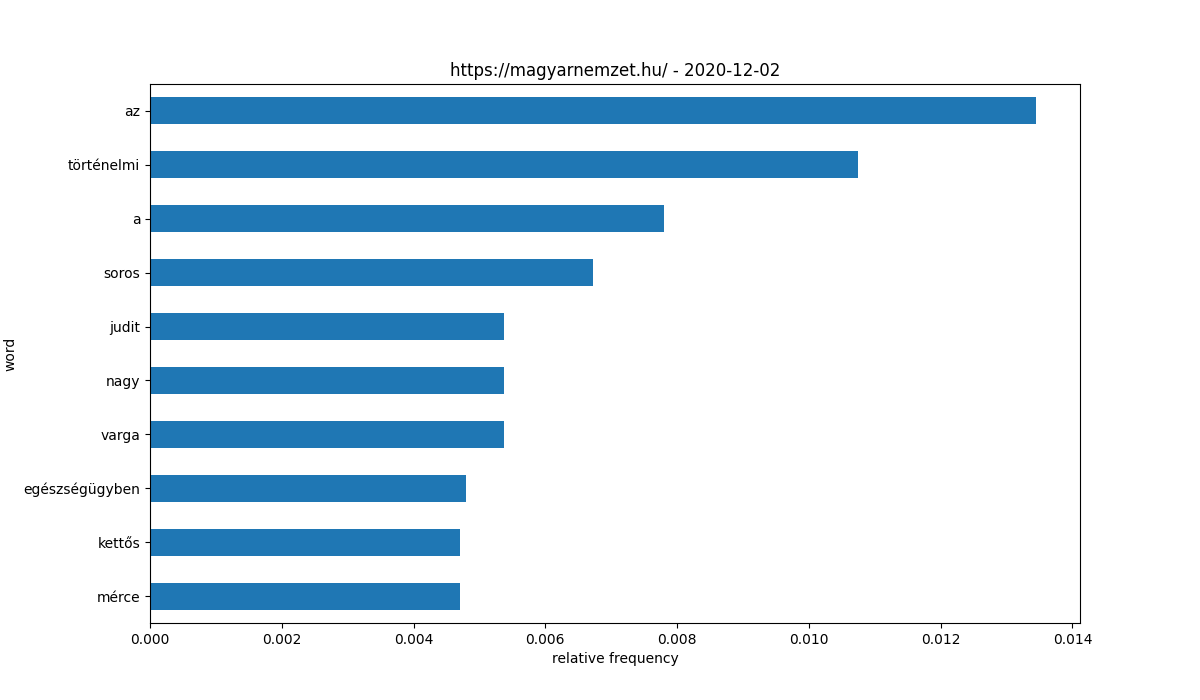 https://magyarnemzet.hu/ - 2020-12-02
az
történelmi
a
soros
judit
nagy
varga
egészségügyben
kettős
mérce
word
0.000 0.002 0.004 0.006 0.008 0.010 0.012 0.014
relative frequency